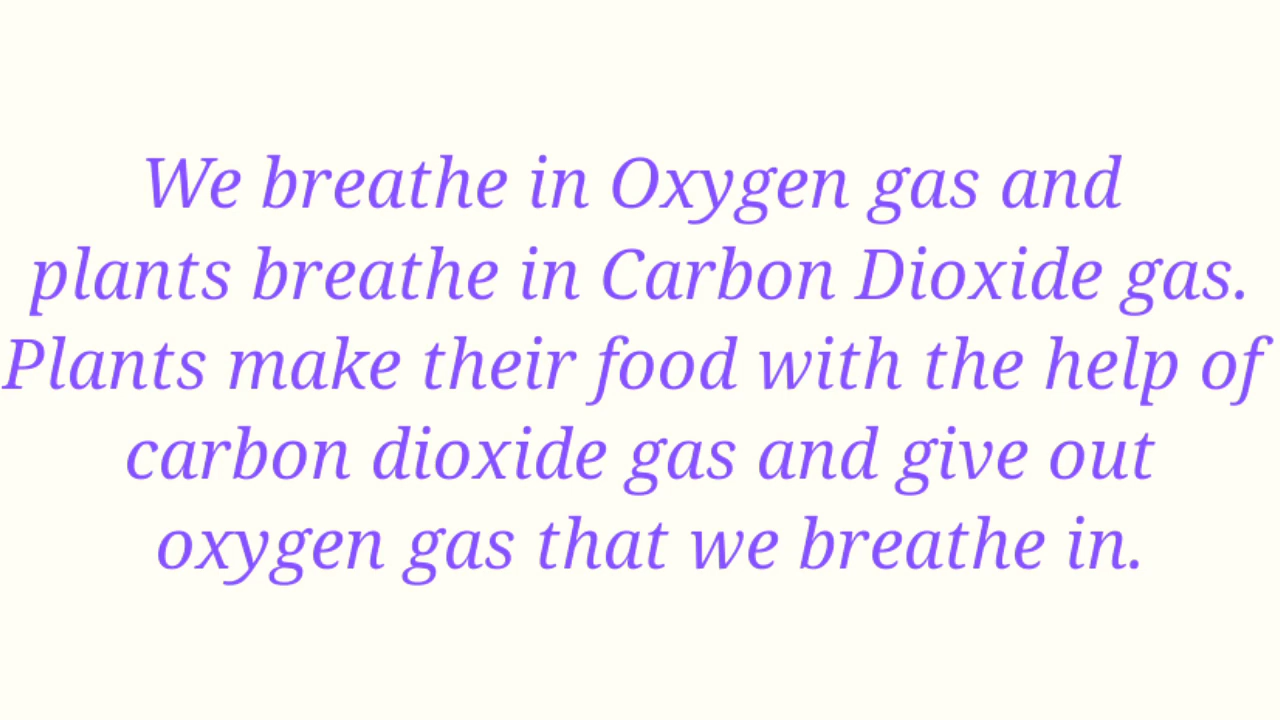 We breathe in Oxygen gas and
plants breathe in Carbon Dioxide gas.
Plants make their food with the help of
carbon dioxide gas and give out
oxygen gas that we breathe in.